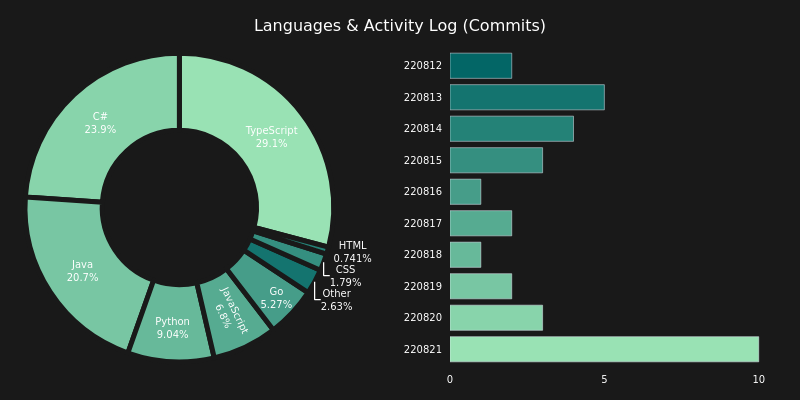 Languages & Activity Log (Commits)
TypeScript
29.1%
C#
23.9%
Java
20.7%
Python
9.04%
JavaScript
6.8%
Go
5.27%
Other
2.63%
CSS
1.79%
HTML
0.741%
220812
220813
220814
220815
220816
220817
220818
220819
220820
220821
0
5
10